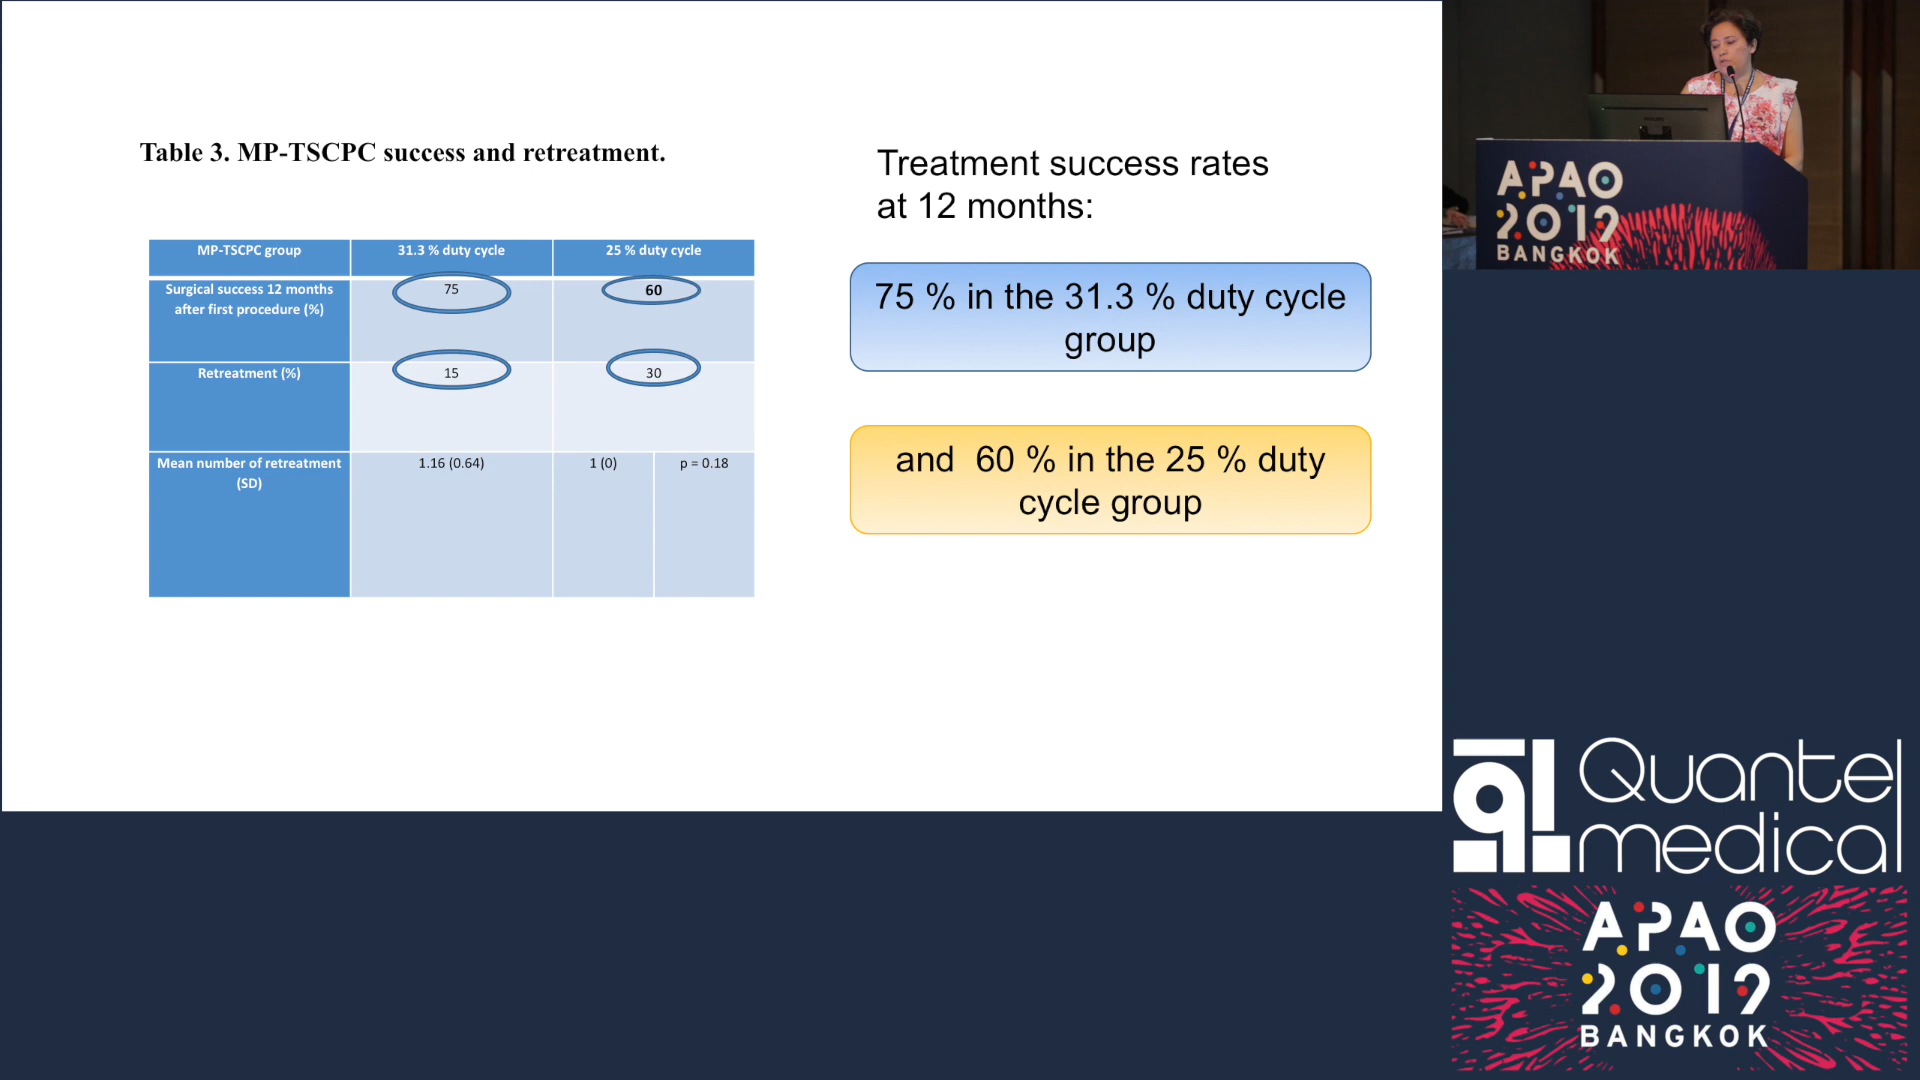 Table 3. MP-TSCPC success and retreatment.
MP-TSCPC group
31.3 % duty cycle
25 % duty cycle
Surgical success 12 months
after first procedure (%)
75
60
Retreatment (%)
15
30
Mean number of retreatment
(SD)
1.16 (0.64)
1 (0)
p = 0.18
Treatment success rates
at 12 months:
75 % in the 31.3 % duty cycle
group
and 60 % in the 25 % duty
cycle group
APAO
2019
BANGKOK
Quantel
medical
APAO
2019
BANGKOK